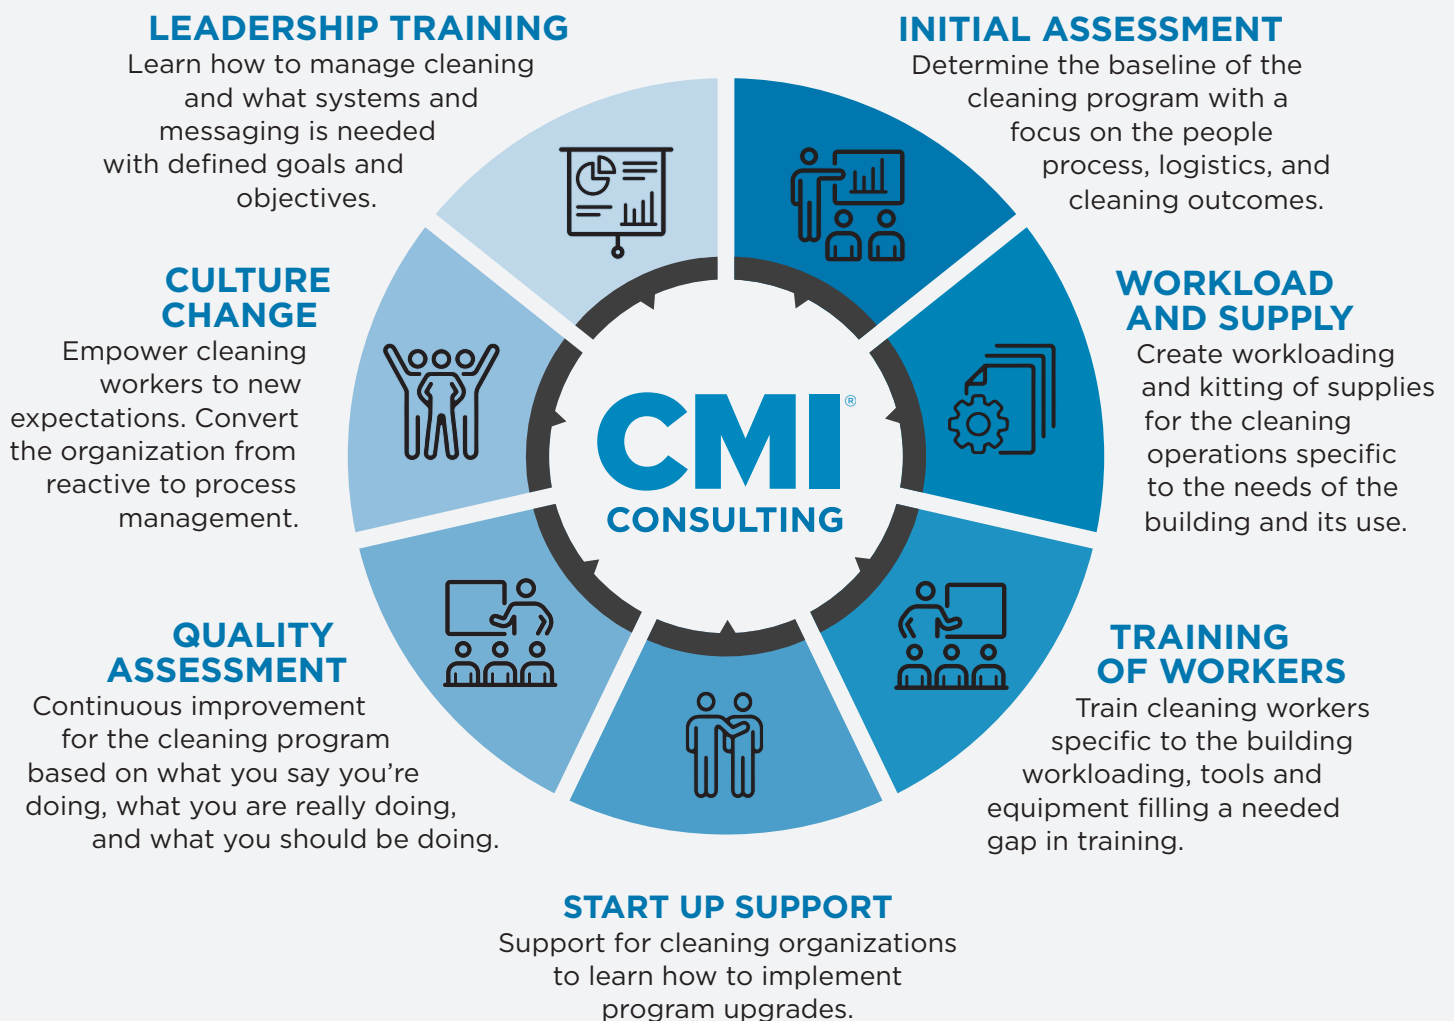 LEADERSHIP TRAINING
Learn how to manage cleaning
and what systems and
messaging is needed
with defined goals and
objectives.
INITIAL ASSESSMENT
Determine the baseline of the
cleaning program with a
focus on the people
process, logistics, and
cleaning outcomes.
CULTURE
CHANGE
Empower cleaning
workers to new
expectations. Convert
the organization from
reactive to process
management.
WORKLOAD
AND SUPPLY
Create workloading
and kitting of supplies
for the cleaning
operations specific
to the needs of the
building and its use.
CMI®
CONSULTING
QUALITY
ASSESSMENT
Continuous improvement
for the cleaning program
based on what you say you’re
doing, what you are really doing,
and what you should be doing.
TRAINING
OF WORKERS
Train cleaning workers
specific to the building
workloading, tools and
equipment filling a needed
gap in training.
START UP SUPPORT
Support for cleaning organizations
to learn how to implement
program upgrades.